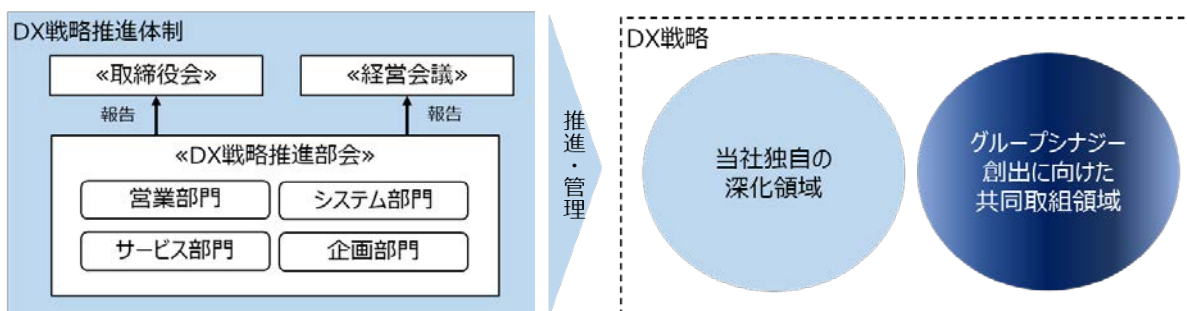 DX戦略推進体制
«取締役会»
«経営会議»
報告
報告
«DX戦略推進部会»
営業部門
システム部門
サービス部門
企画部門
推進・管理
DX戦略
当社独自の
深化領域
グループシナジー
創出に向けた
共同取組領域